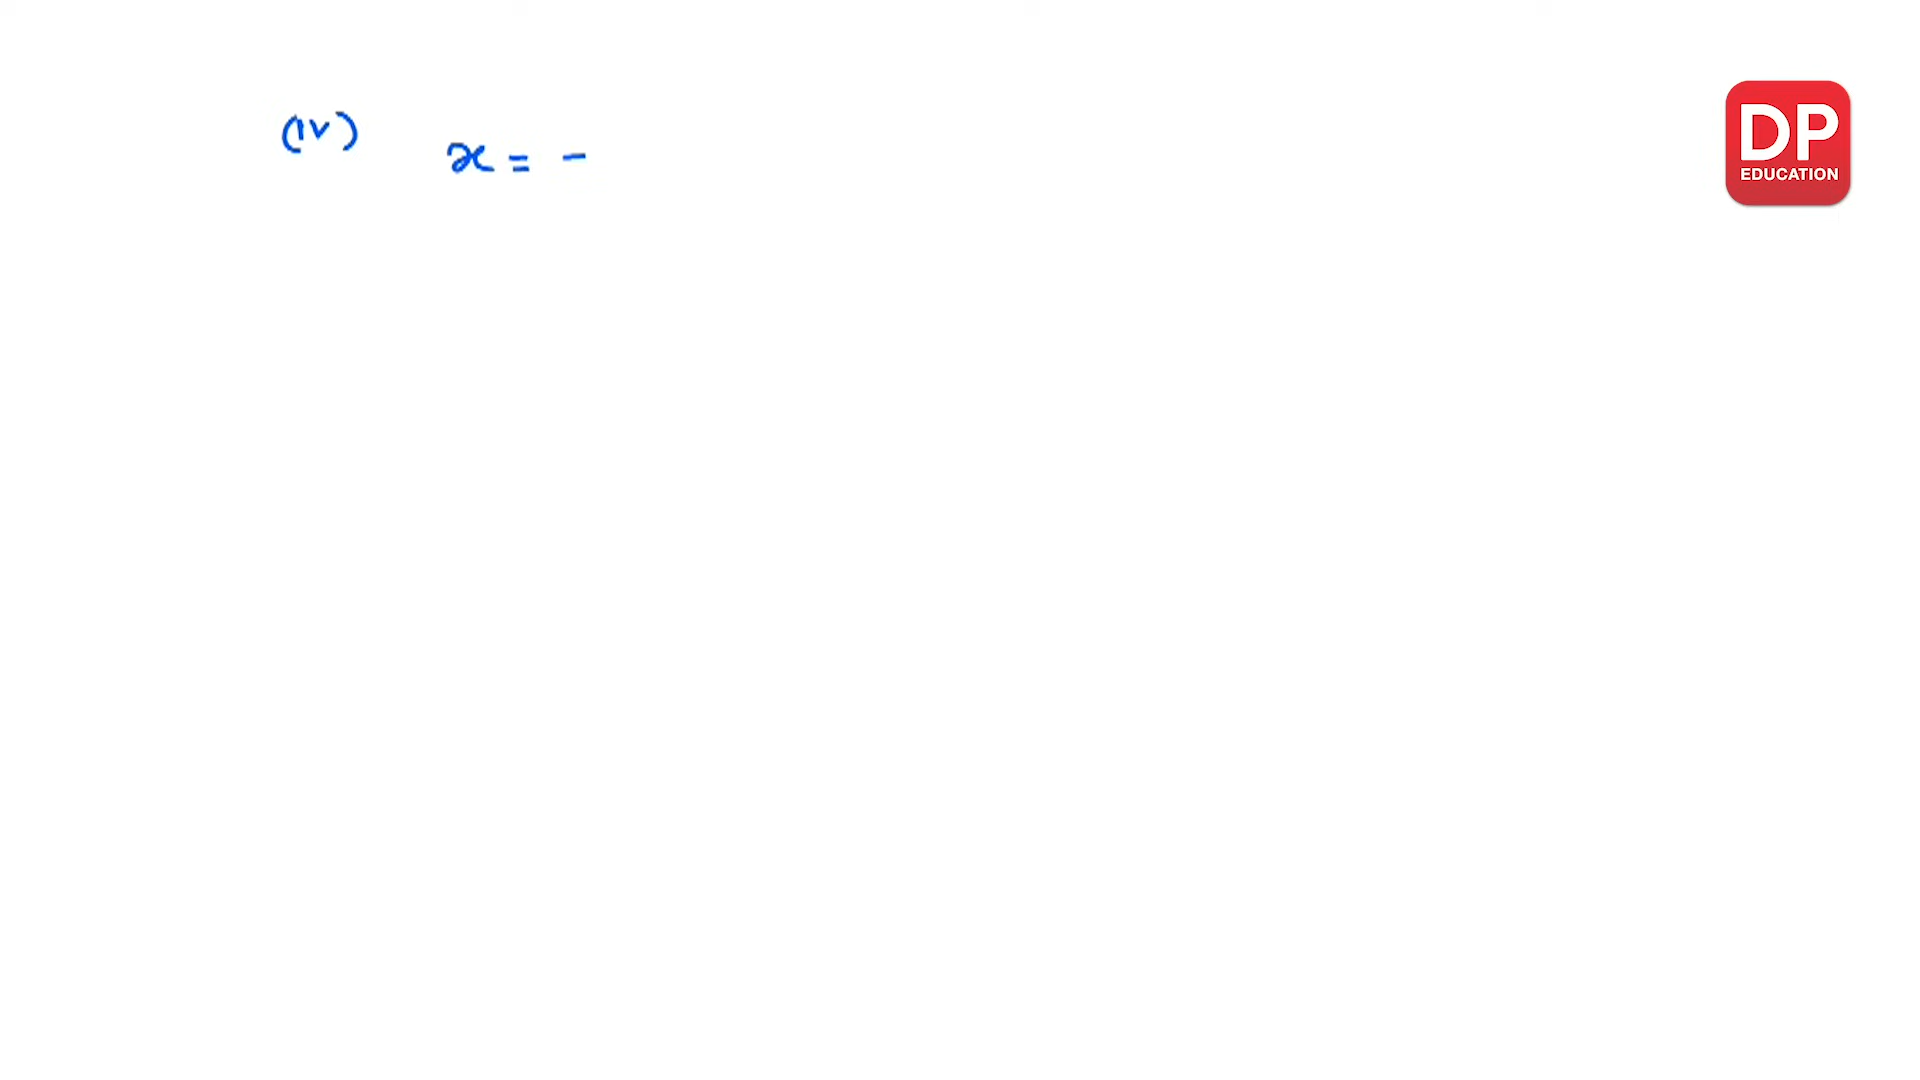 (iv) x = -
DP
EDUCATION